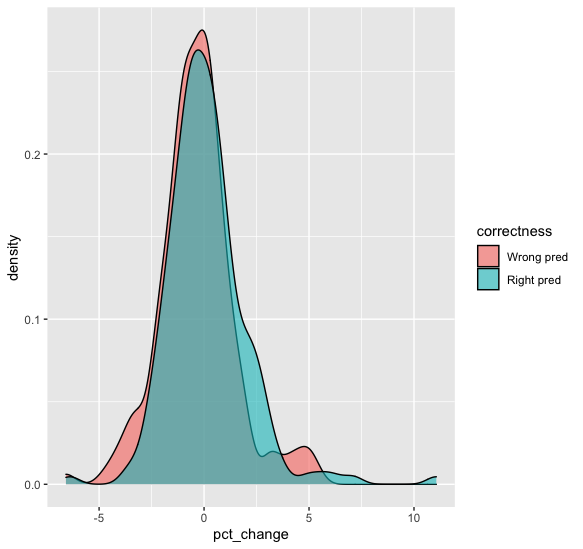 density
0.2
0.1
0.0
-5
0
5
10
pct_change
correctness
Wrong pred
Right pred